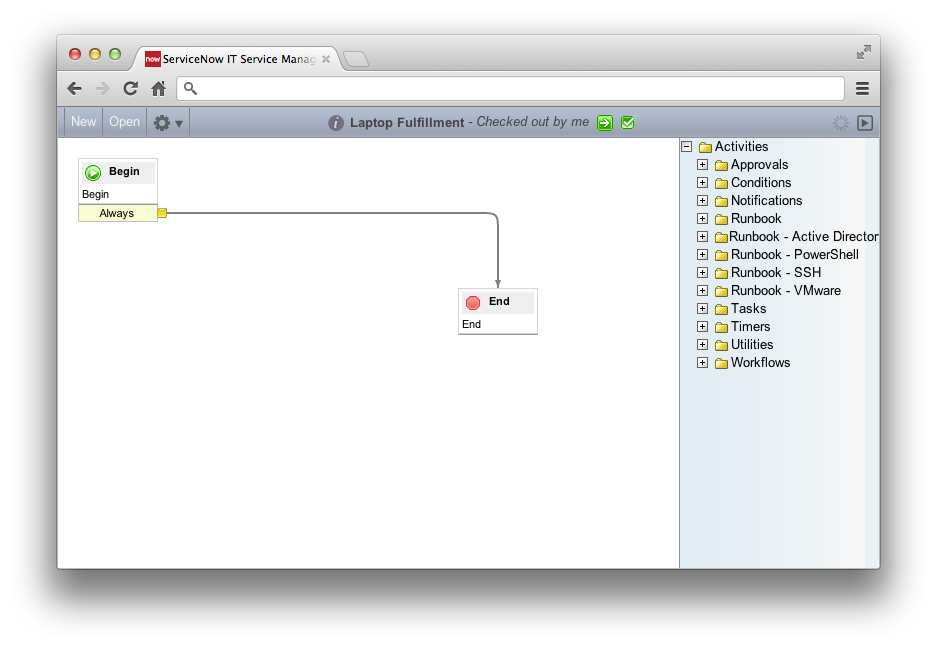 now ServiceNow IT Service Manag
New Open Laptop Fulfillment - Checked out by me
Begin
Begin
Always
End
End
Activities
Approvals
Conditions
Notifications
Runbook
Runbook - Active Director
Runbook - PowerShell
Runbook - SSH
Runbook - VMware
Tasks
Timers
Utilities
Workflows